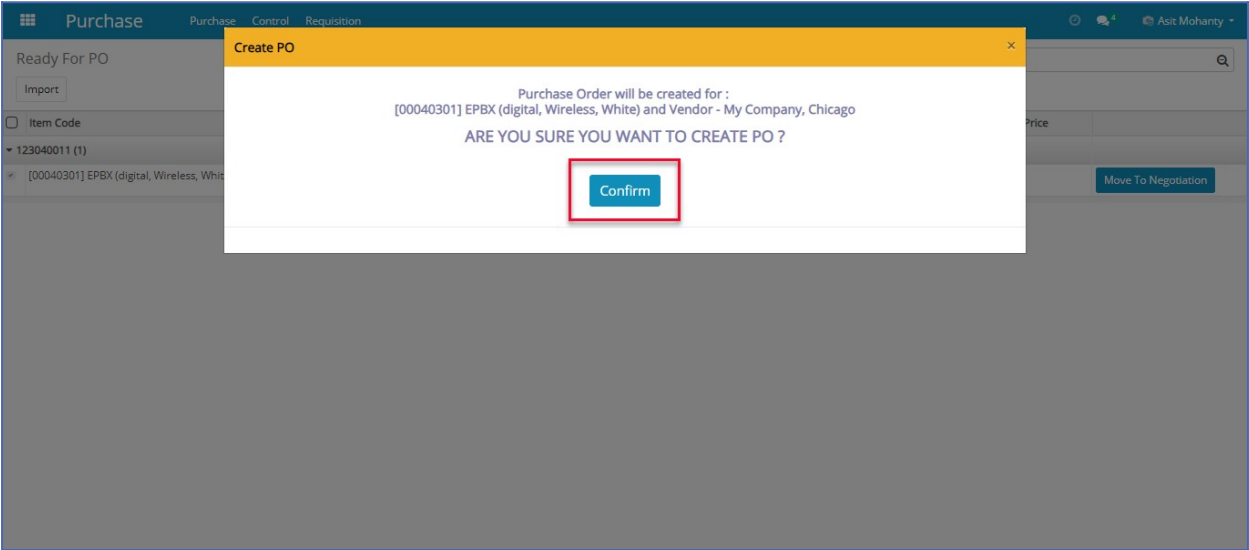 Purchase Purchase Control Requisition 4 Asit Mohanty
Create PO ×
Ready For PO
Import
Purchase Order will be created for :
[00040301] EPBX (digital, Wireless, White) and Vendor - My Company, Chicago
ARE YOU SURE YOU WANT TO CREATE PO ?
Item Code Price
123040011 (1)
[00040301] EPBX (digital, Wireless, Whit Move To Negotiation
Confirm